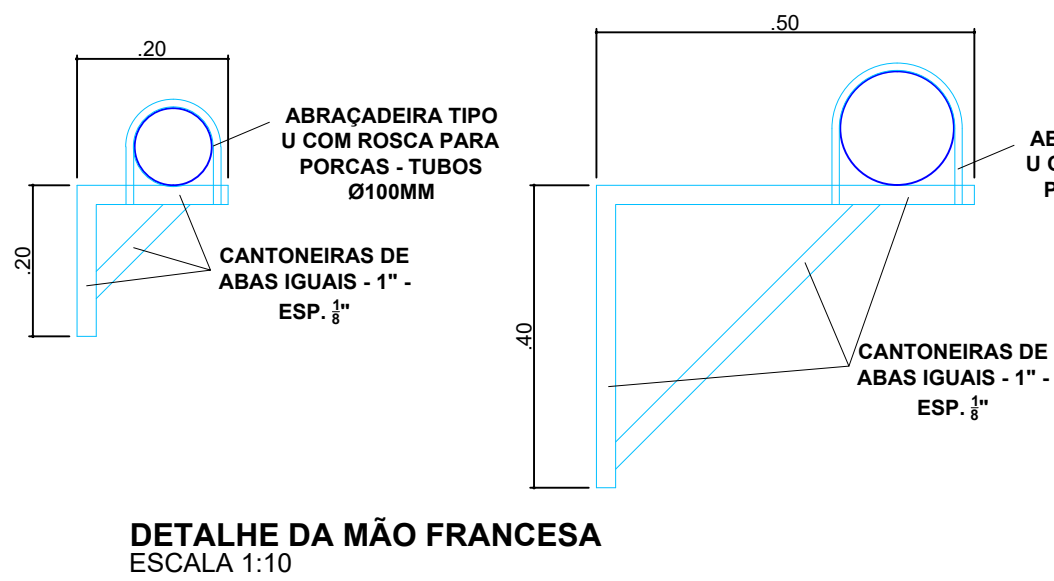 .20
ABRAÇADEIRA TIPO
U COM ROSCA PARA
PORCAS - TUBOS
Ø100MM
.20
CANTONEIRAS DE
ABAS IGUAIS - 1" -
ESP. 1/8"
.50
.40
CANTONEIRAS DE
ABAS IGUAIS - 1" -
ESP. 1/8"
DETALHE DA MÃO FRANCESA
ESCALA 1:10